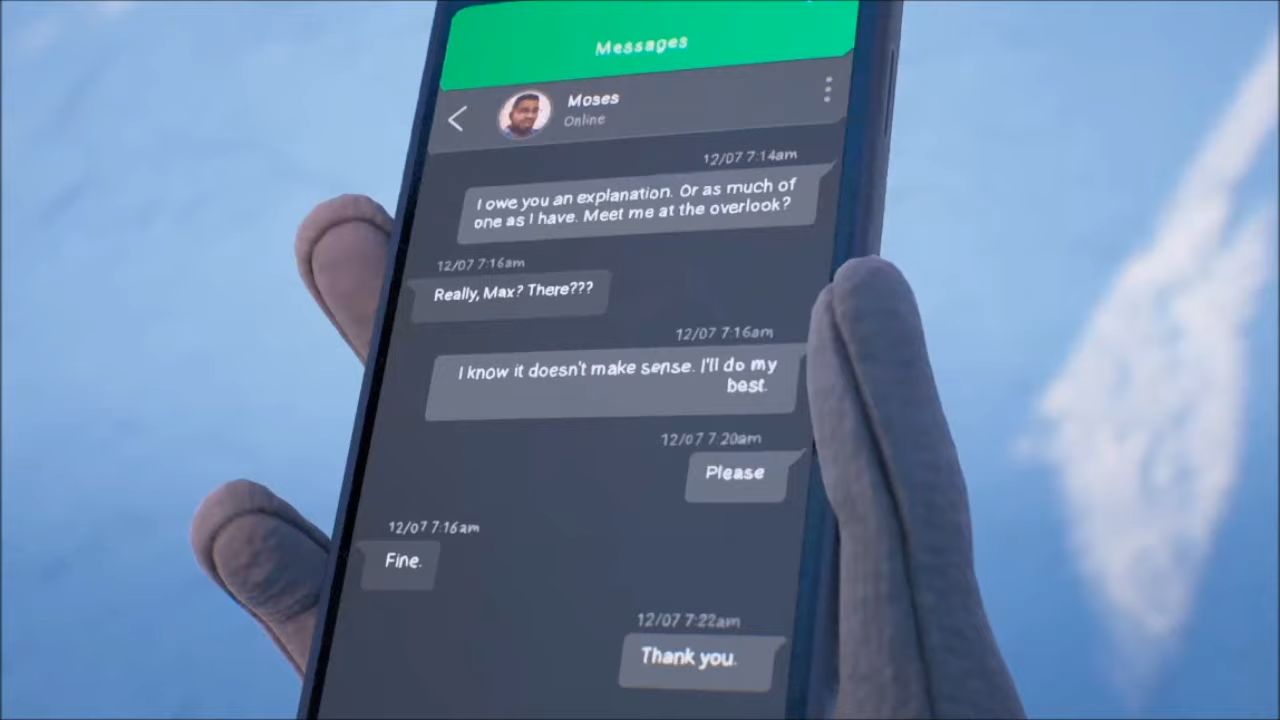 Messages
Moses
Online
12/07 7:14am
I owe you an explanation. Or as much of
one as I have. Meet me at the overlook?
12/07 7:16am
Really, Max? There???
12/07 7:16am
I know it doesn't make sense. I'll do my
best.
12/07 7:20am
Please
12/07 7:16am
Fine.
12/07 7:22am
Thank you.